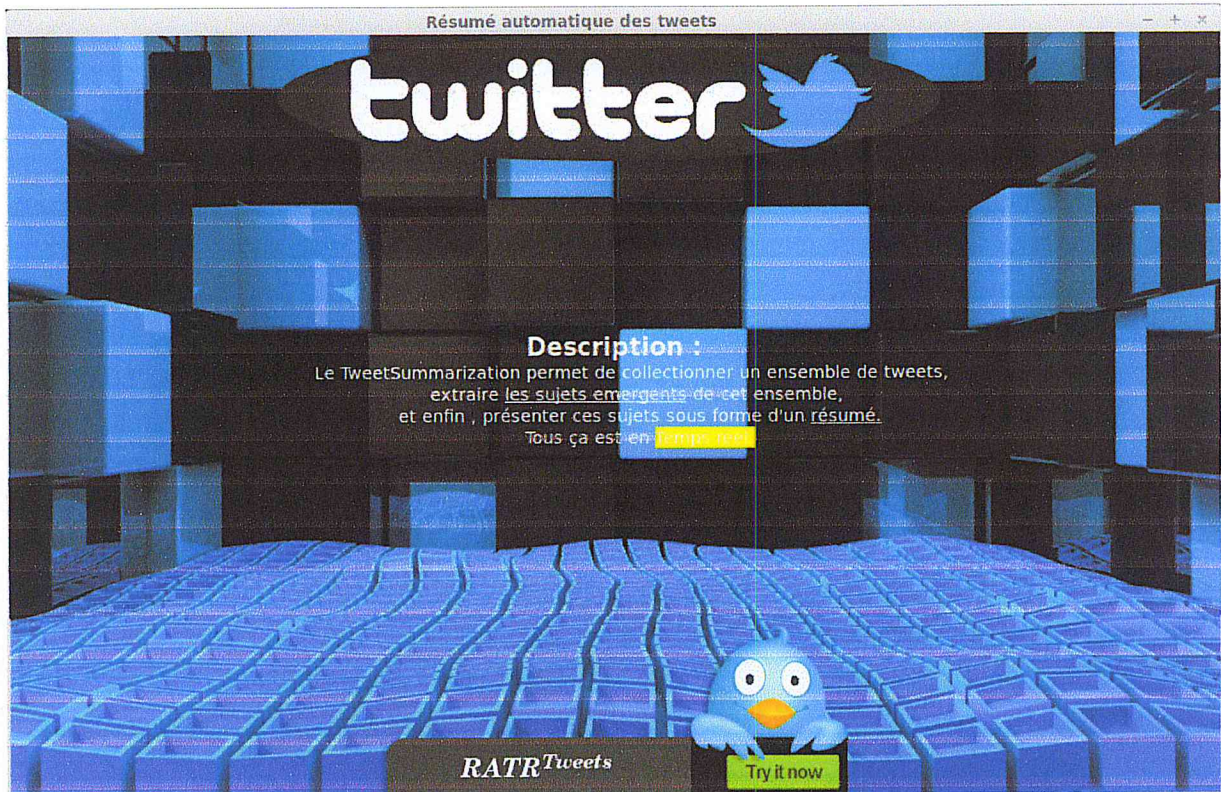 Résumé automatique des tweets
twitter
Description :
Le TweetSummarization permet de collectionner un ensemble de tweets,
extraire les sujets emergents de cet ensemble,
et enfin , présenter ces sujets sous forme d'un résumé.
Tous ça est en Temps réel
RATR Tweets
Try it now